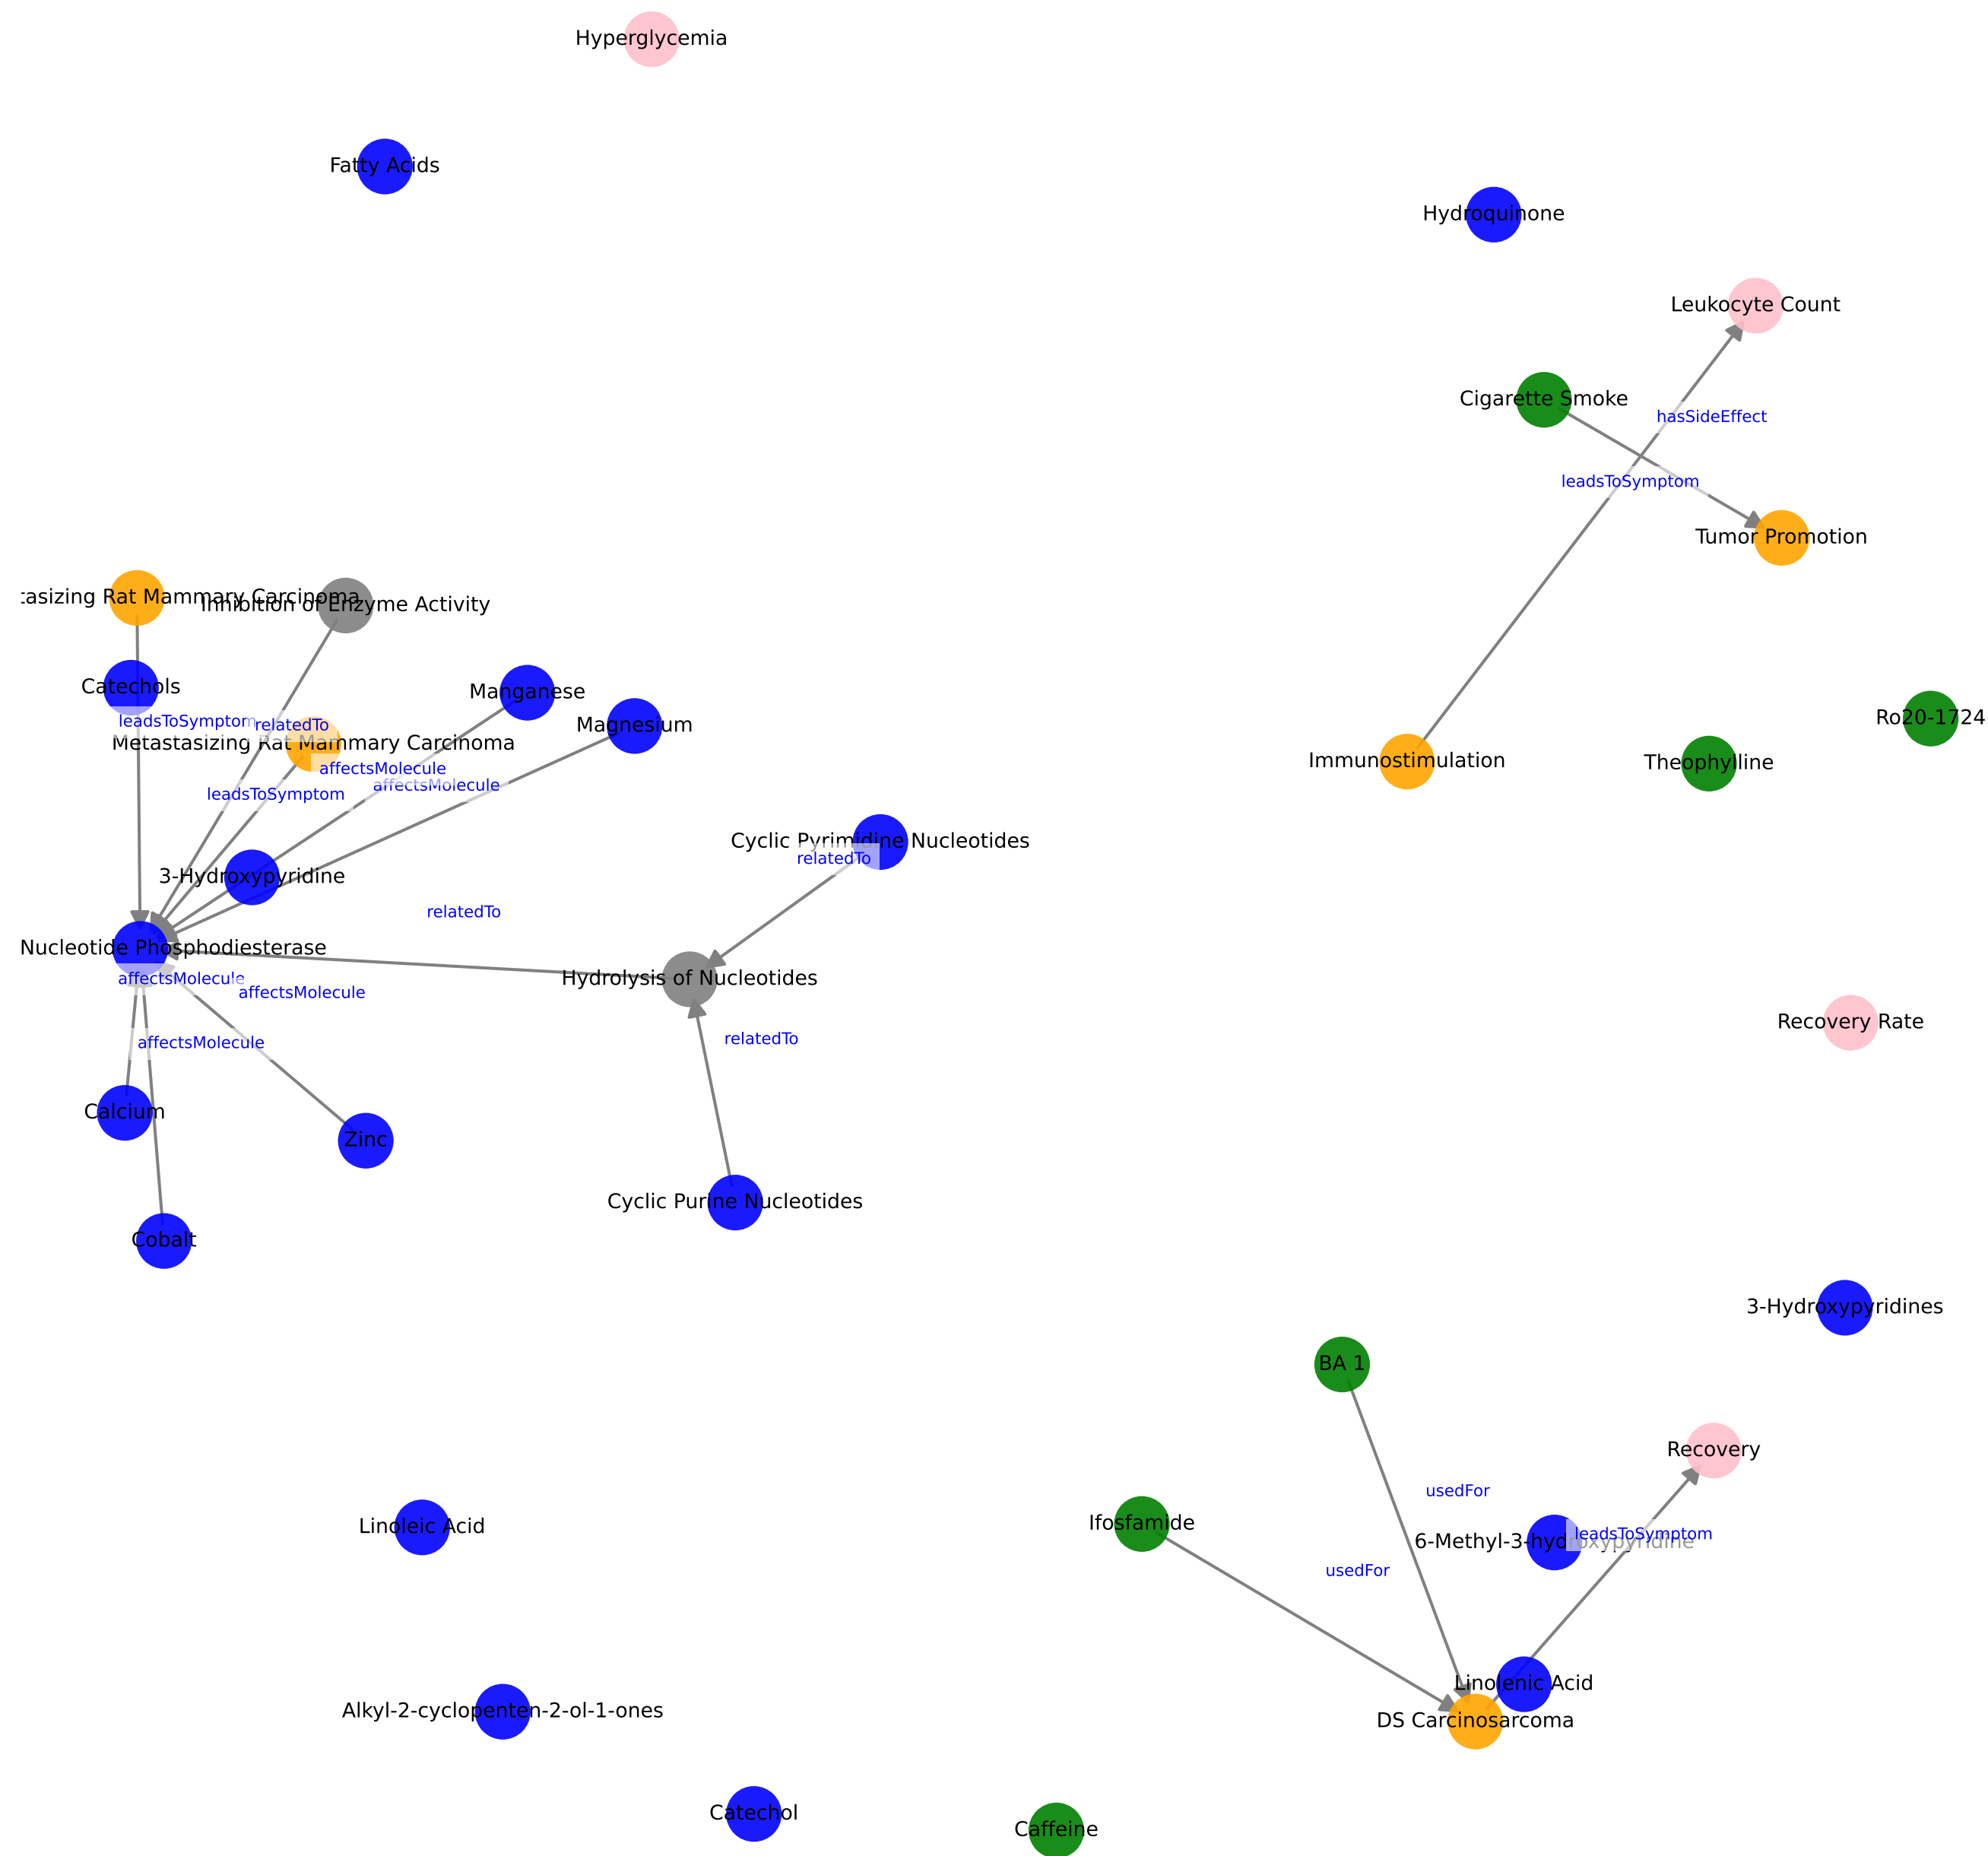 Hyperglycemia
Fatty Acids
Hydroquinone
Leukocyte Count
Cigarette Smoke
hasSideEffect
leadsToSymptom
Tumor Promotion
Rat Mammary Carcinoma
Inhibition of Enzyme Activity
Catechols
Manganese
leadsToSymptom
relatedTo
Magnesium
Ro20-1724
Metastasizing Rat Mammary Carcinoma
Immunostimulation
Theophylline
affectsMolecule
affectsMolecule
leadsToSymptom
Cyclic Pyrimidine Nucleotides
relatedTo
3-Hydroxypyridine
relatedTo
Nucleotide Phosphodiesterase
affectsMolecule
Hydrolysis of Nucleotides
affectsMolecule
Recovery Rate
affectsMolecule
relatedTo
Calcium
Zinc
Cyclic Purine Nucleotides
Cobalt
3-Hydroxypyridines
BA 1
Recovery
usedFor
Linoleic Acid
Ifosfamide
leadsToSymptom
6-Methyl-3-hydroxypyridine
usedFor
Linolenic Acid
Alkyl-2-cyclopenten-2-ol-1-ones
DS Carcinosarcoma
Catechol
Caffeine